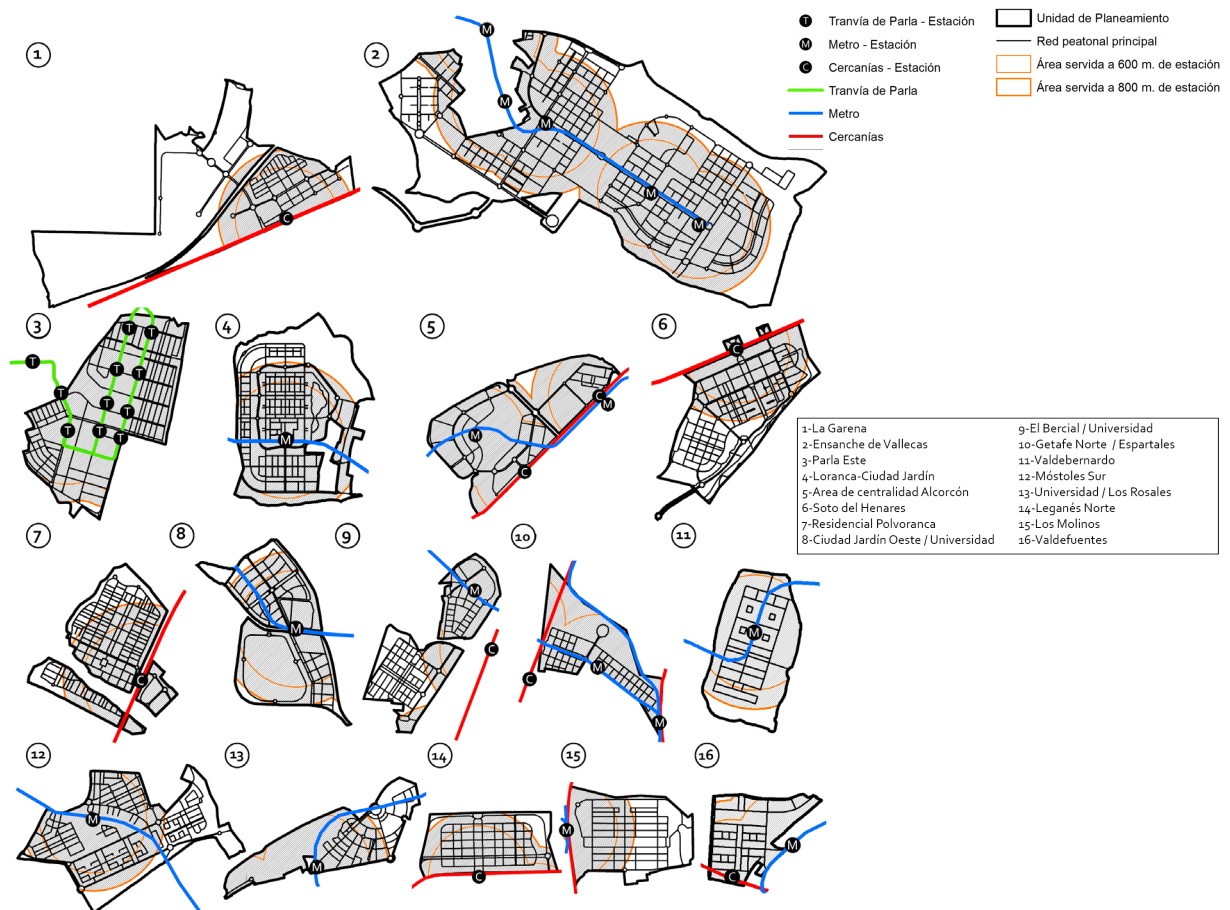 1
2
T Tranvía de Parla - Estación
M Metro - Estación
C Cercanías - Estación
Tranvía de Parla
Metro
Cercanías
Unidad de Planeamiento
Red peatonal principal
Área servida a 600 m. de estación
Área servida a 800 m. de estación
M
M
M
M
M
C
3
4
5
6
T
T
T
T
T
T
T
T
T
T
T
T
M
M
C
M
C
C
1-La Garena
2-Ensanche de Vallecas
3-Parla Este
4-Loranca-Ciudad Jardín
5-Area de centralidad Alcorcón
6-Soto del Henares
7-Residencial Polvoranca
8-Ciudad Jardín Oeste / Universidad
9-El Bercial / Universidad
10-Getafe Norte / Espartales
11-Valdebernardo
12-Móstoles Sur
13-Universidad / Los Rosales
14-Leganés Norte
15-Los Molinos
16-Valdefuentes
7
8
9
10
11
C
M
M
C
C
M
M
M
12
13
14
15
16
M
M
C
M
C
M